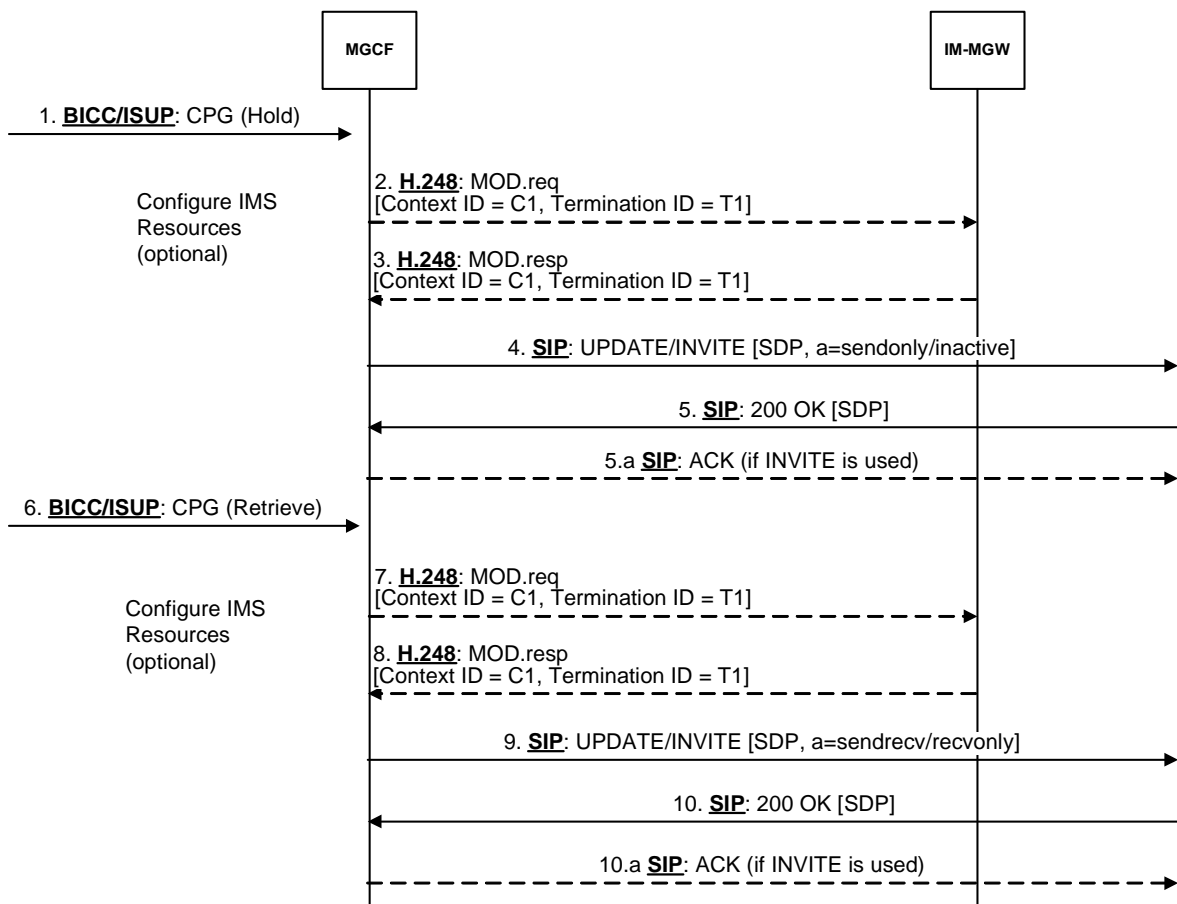 MGCF
IM-MGW
1. BICC/ISUP: CPG (Hold)
Configure IMS
Resources
(optional)
2. H.248: MOD.req
[Context ID = C1, Termination ID = T1]
3. H.248: MOD.resp
[Context ID = C1, Termination ID = T1]
4. SIP: UPDATE/INVITE [SDP, a=sendonly/inactive]
5. SIP: 200 OK [SDP]
5.a SIP: ACK (if INVITE is used)
6. BICC/ISUP: CPG (Retrieve)
Configure IMS
Resources
(optional)
7. H.248: MOD.req
[Context ID = C1, Termination ID = T1]
8. H.248: MOD.resp
[Context ID = C1, Termination ID = T1]
9. SIP: UPDATE/INVITE [SDP, a=sendrecv/recvonly]
10. SIP: 200 OK [SDP]
10.a SIP: ACK (if INVITE is used)